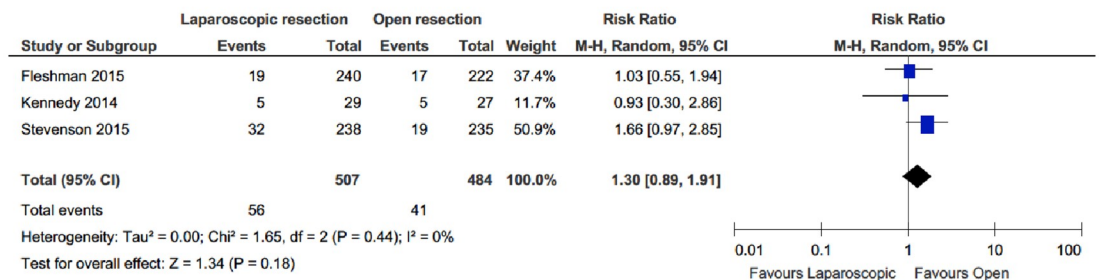 Laparoscopic resection Open resection Risk Ratio Risk Ratio
Study or Subgroup Events Total Events Total Weight M-H, Random, 95% CI M-H, Random, 95% CI
Fleshman 2015 19 240 17 222 37.4% 1.03 [0.55, 1.94]
Kennedy 2014 5 29 5 27 11.7% 0.93 [0.30, 2.86]
Stevenson 2015 32 238 19 235 50.9% 1.66 [0.97, 2.85]
Total (95% CI) 507 484 100.0% 1.30 [0.89, 1.91]
Total events 56 41
Heterogeneity: Tau² = 0.00; Chi² = 1.65, df = 2 (P = 0.44); I² = 0%
Test for overall effect: Z = 1.34 (P = 0.18)
0.01 0.1 1 10 100
Favours Laparoscopic Favours Open